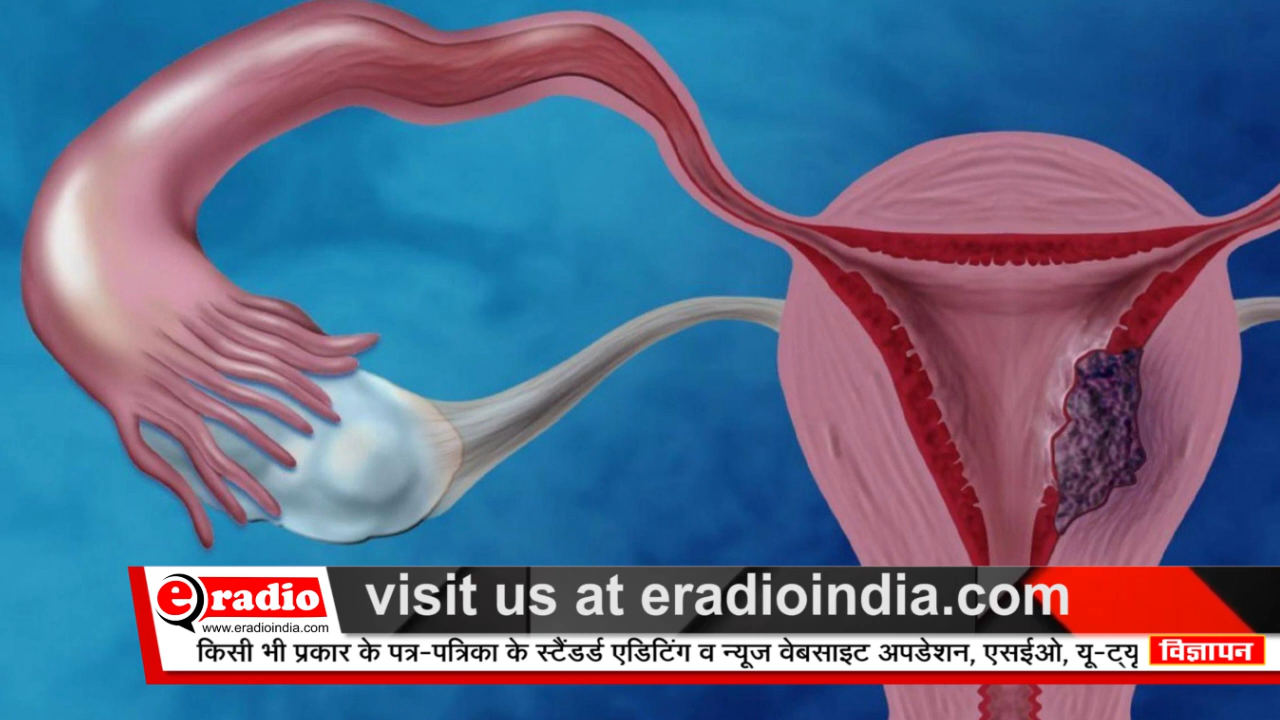 eradio
www.eradioindia.com
visit us at eradioindia.com
किसी भी प्रकार के पत्र-पत्रिका के स्टैंडर्ड एडिटिंग व न्यूज वेबसाइट अपडेशन, एसईओ, यू-ट्यू
विज्ञापन